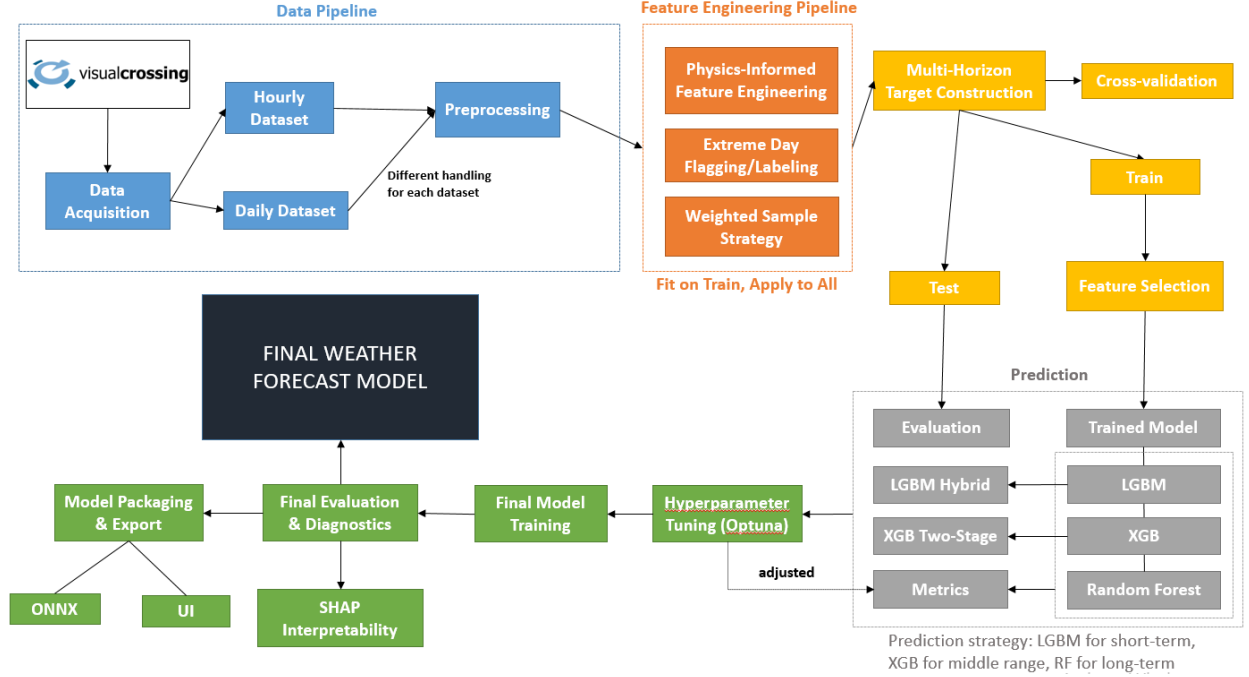 Data Pipeline
visualcrossing
Hourly
Dataset
Preprocessing
Data
Acquisition
Daily Dataset
Different handling
for each dataset
Feature Engineering Pipeline
Physics-Informed
Feature Engineering
Extreme Day
Flagging/Labeling
Weighted Sample
Strategy
Fit on Train, Apply to All
Multi-Horizon
Target Construction
Cross-validation
Train
Test
Feature Selection
Prediction
Evaluation
Trained Model
LGBM Hybrid
LGBM
XGB Two-Stage
XGB
Metrics
Random Forest
Prediction strategy: LGBM for short-term,
XGB for middle range, RF for long-term
Hyperparameter
Tuning (Optuna)
adjusted
Final Model
Training
Final Evaluation
& Diagnostics
FINAL WEATHER
FORECAST MODEL
SHAP
Interpretability
Model Packaging
& Export
ONNX
UI